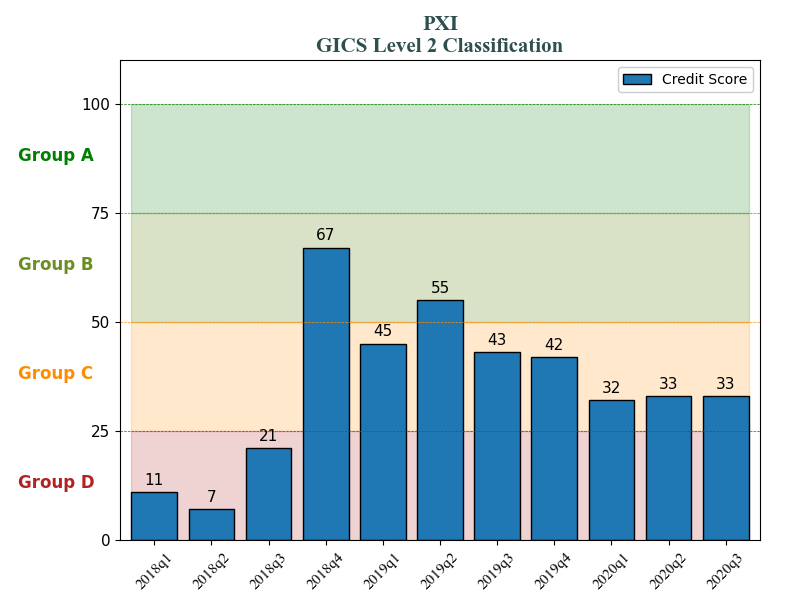 PXI
GICS Level 2 Classification
Credit Score
100
Group A
75
67
Group B
55
50
45
43
42
Group C
32
33
33
25
21
Group D
11
7
0
2018q1
2018q2
2018q3
2018q4
2019q1
2019q2
2019q3
2019q4
2020q1
2020q2
2020q3